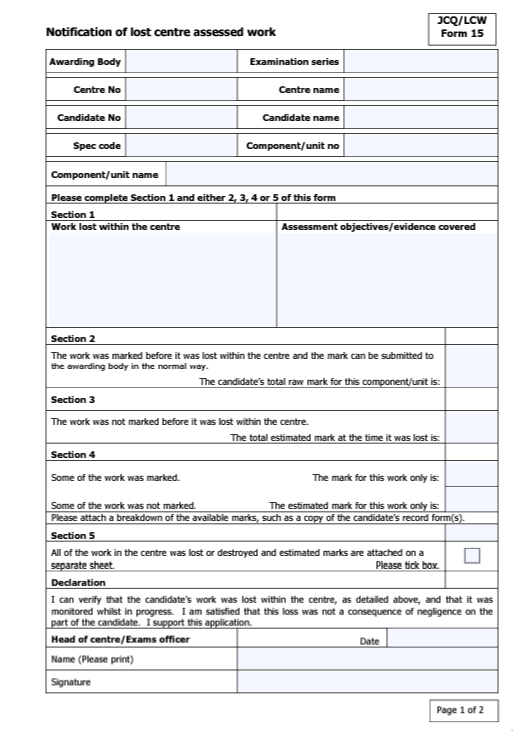 JCQ/LCW
Form 15
Notification of lost centre assessed work
Awarding Body Examination series
Centre No Centre name
Candidate No Candidate name
Spec code Component/unit no
Component/unit name
Please complete Section 1 and either 2, 3, 4 or 5 of this form
Section 1
Work lost within the centre Assessment objectives/evidence covered
Section 2
The work was marked before it was lost within the centre and the mark can be submitted to
the awarding body in the normal way.
The candidate's total raw mark for this component/unit is:
Section 3
The work was not marked before it was lost within the centre.
The total estimated mark at the time it was lost is:
Section 4
Some of the work was marked. The mark for this work only is:
Some of the work was not marked. The estimated mark for this work only is:
Please attach a breakdown of the available marks, such as a copy of the candidate's record form(s).
Section 5
All of the work in the centre was lost or destroyed and estimated marks are attached on a
separate sheet. Please tick box.
Declaration
I can verify that the candidate's work was lost within the centre, as detailed above, and that it was
monitored whilst in progress. I am satisfied that this loss was not a consequence of negligence on the
part of the candidate. I support this application.
Head of centre/Exams officer Date
Name (Please print)
Signature
Page 1 of 2